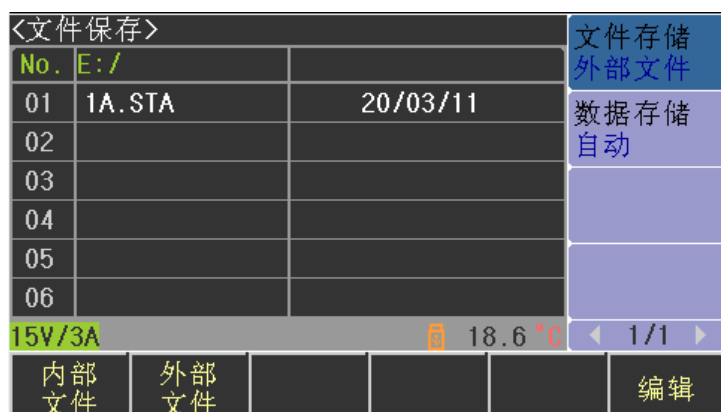 <文件保存>
No. E:/
01 1A.STA 20/03/11
02
03
04
05
06
15V/3A 18.6 °C
文件存储
外部文件
数据存储
自动
1/1
内部
文件
外部
文件
编辑